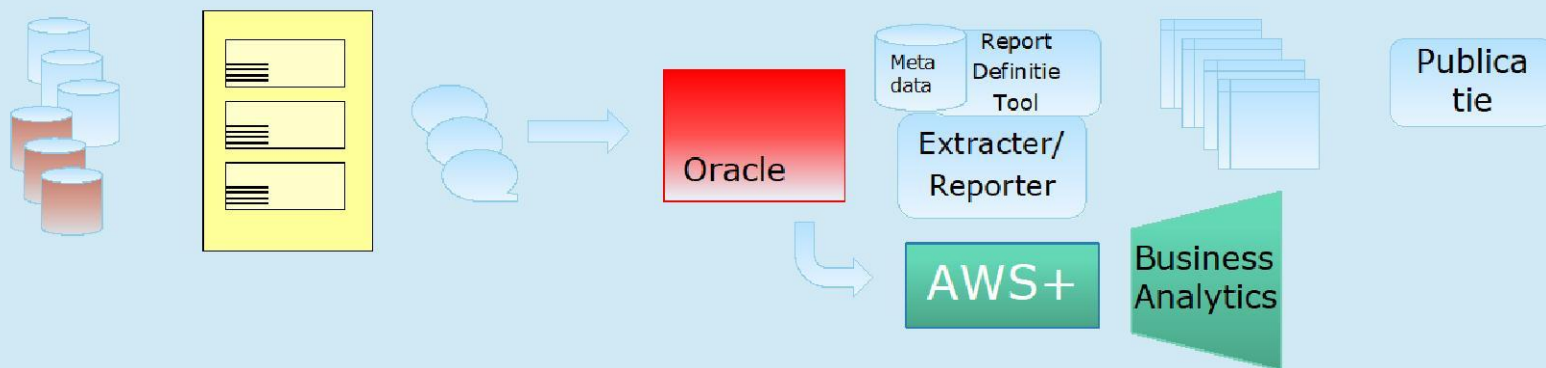 Meta
data
Report
Definitie
Tool
Publica
tie
Oracle
Extracter/
Reporter
AWS+
Business
Analytics